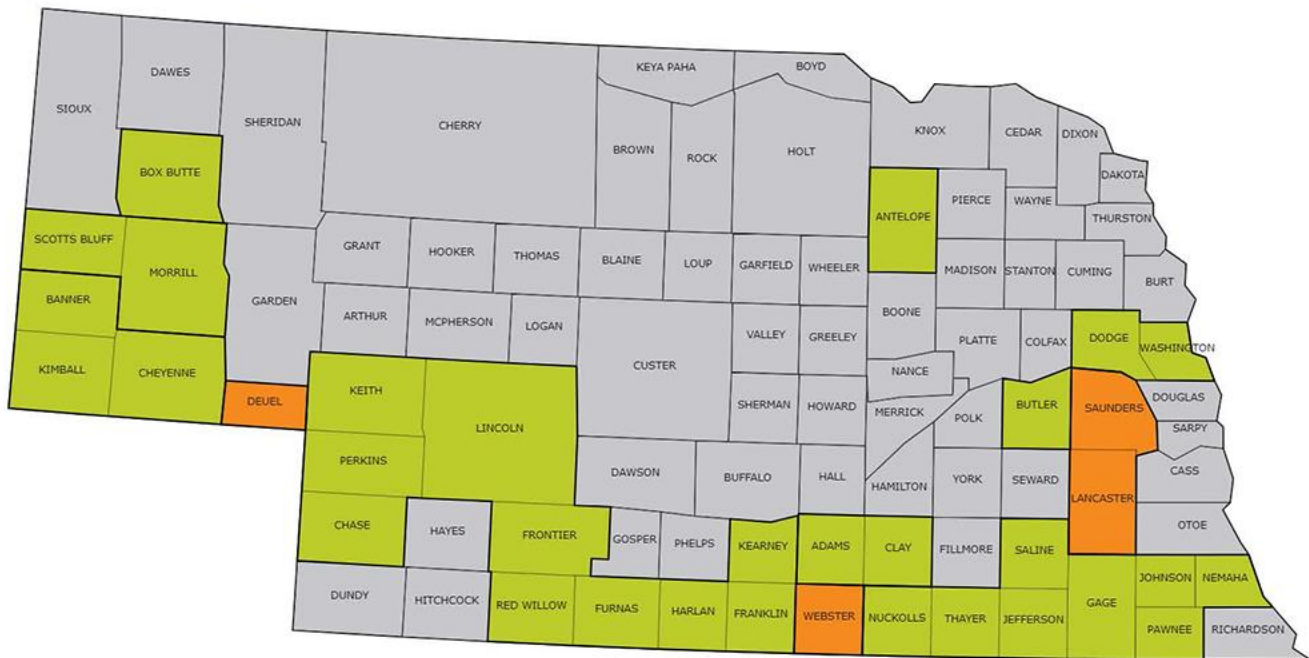 SIOUX
DAWES
SHERIDAN
CHERRY
KEYA PAHA
BOYD
BROWN
ROCK
HOLT
KNOX
CEDAR
DIXON
DAKOTA
BOX BUTTE
ANTELOPE
PIERCE
WAYNE
THURSTON
SCOTTS BLUFF
MORRILL
GARDEN
GRANT
HOOKER
THOMAS
BLAINE
LOUP
GARFIELD
WHEELER
MADISON
STANTON
CUMING
BURT
BANNER
ARTHUR
MCPHERSON
LOGAN
CUSTER
VALLEY
GREELEY
BOONE
PLATTE
COLFAX
DODGE
WASHINGTON
KIMBALL
CHEYENNE
DEUEL
KEITH
LINCOLN
SHERMAN
HOWARD
NANCE
MERRICK
POLK
BUTLER
SAUNDERS
DOUGLAS
SARPY
PERKINS
DAWSON
BUFFALO
HALL
HAMILTON
YORK
SEWARD
LANCASTER
CASS
OTOE
CHASE
HAYES
FRONTIER
GOSPER
PHELPS
KEARNEY
ADAMS
CLAY
FILLMORE
SALINE
DUNDY
HITCHCOCK
RED WILLOW
FURNAS
HARLAN
FRANKLIN
WEBSTER
NUCKOLLS
THAYER
JEFFERSON
GAGE
JOHNSON
NEMAHA
PAWNEE
RICHARDSON